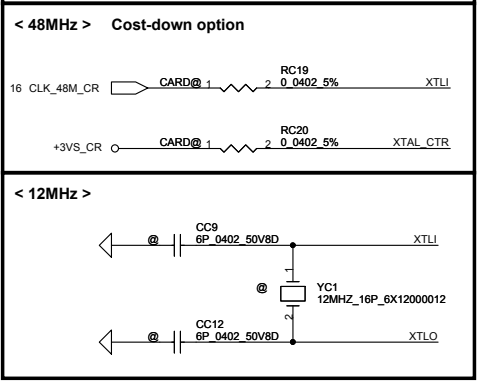 < 48MHz > Cost-down option
RC19
16 CLK_48M_CR CARD@ 1 2 0_0402_5% XTLI
RC20
+3VS_CR CARD@ 1 2 0_0402_5% XTAL_CTR
< 12MHz >
CC9
@ 6P_0402_50V8D XTLI
1
@ YC1
12MHZ_16P_6X12000012
2
CC12
@ 6P_0402_50V8D XTLO